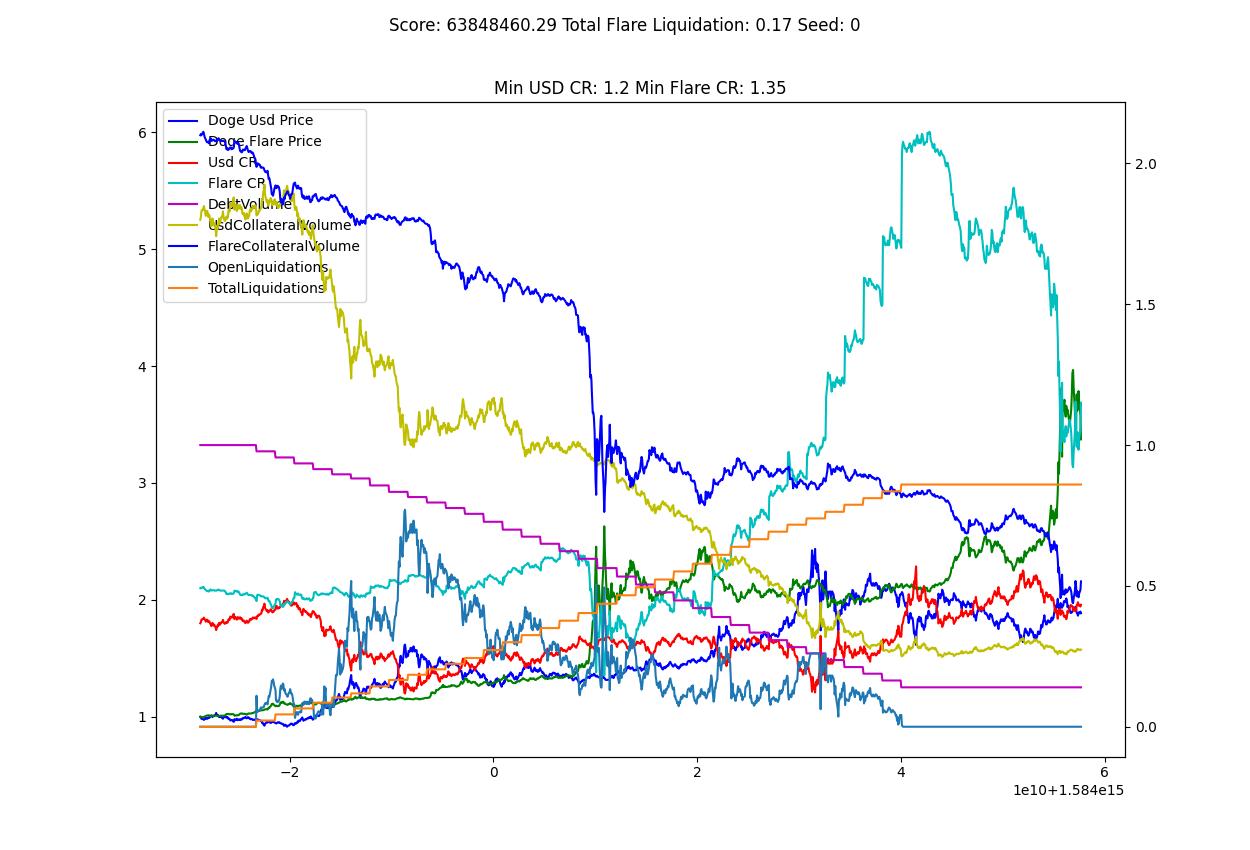 Score: 63848460.29 Total Flare Liquidation: 0.17 Seed: 0
Min USD CR: 1.2 Min Flare CR: 1.35
Doge Usd Price
Doge Flare Price
Usd CR
Flare CR
DebtVolume
UsdCollateralVolume
FlareCollateralVolume
OpenLiquidations
TotalLiquidations
6
5
4
3
2
1
2.0
1.5
1.0
0.5
0.0
−2
0
2
4
6
1e10+1.584e15